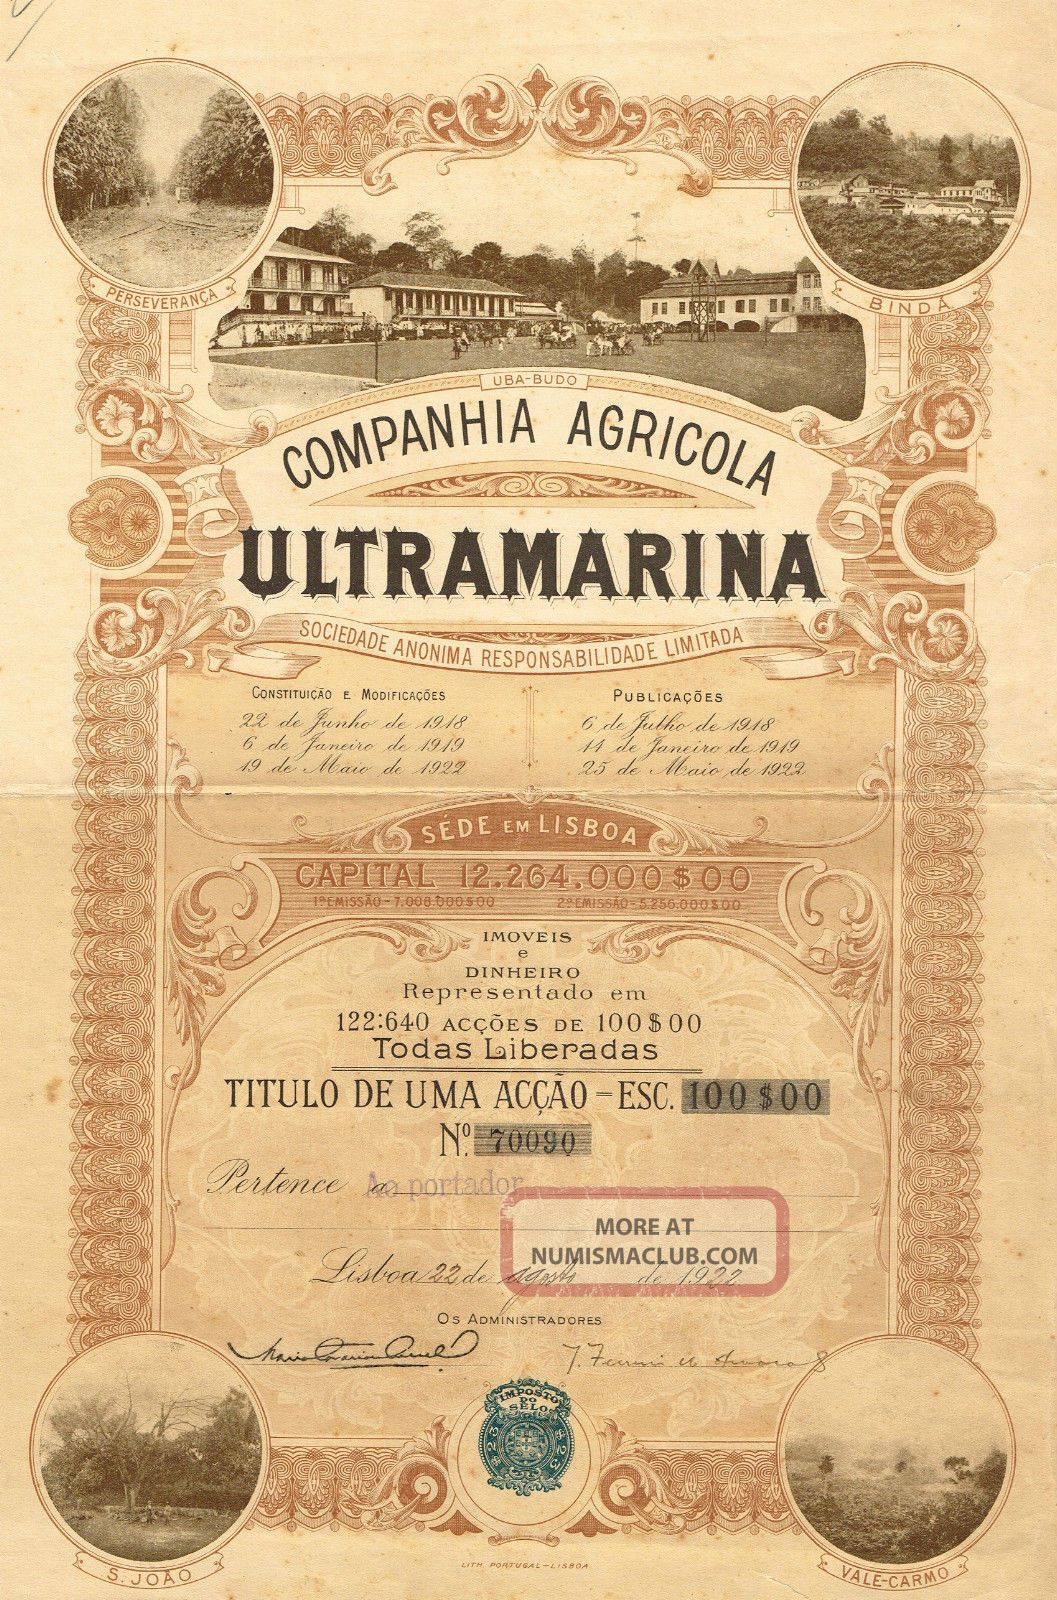 PERSEVERANÇA
BINDÁ
UBA-BUDO
COMPANHIA AGRICOLA
ULTRAMARINA
SOCIEDADE ANONIMA RESPONSABILIDADE LIMITADA
CONSTITUIÇÃO E MODIFICAÇÕES
22 de Junho de 1918
6 de Janeiro de 1919
19 de Maio de 1922
PUBLICAÇÕES
6 de Julho de 1918
14 de Janeiro de 1919
25 de Maio de 1922
SÉDE EM LISBOA
CAPITAL 12.264.000$00
1ª EMISSÃO-7.008.000$00 2ª EMISSÃO-5.256.000$00
IMOVEIS
e
DINHEIRO
Representado em
122:640 ACÇÕES DE 100$00
Todas Liberadas
TITULO DE UMA ACÇÃO = ESC. 100$00
Nº 70090
Pertence a Ao portador
MORE AT
NUMISMACLUB.COM
Lisboa 22 de agosto de 1922
OS ADMINISTRADORES
IMPOSTO
DO
SELO
$23 $23
S. JOÃO
VALE-CARMO
LITH. PORTUGAL-LISBOA